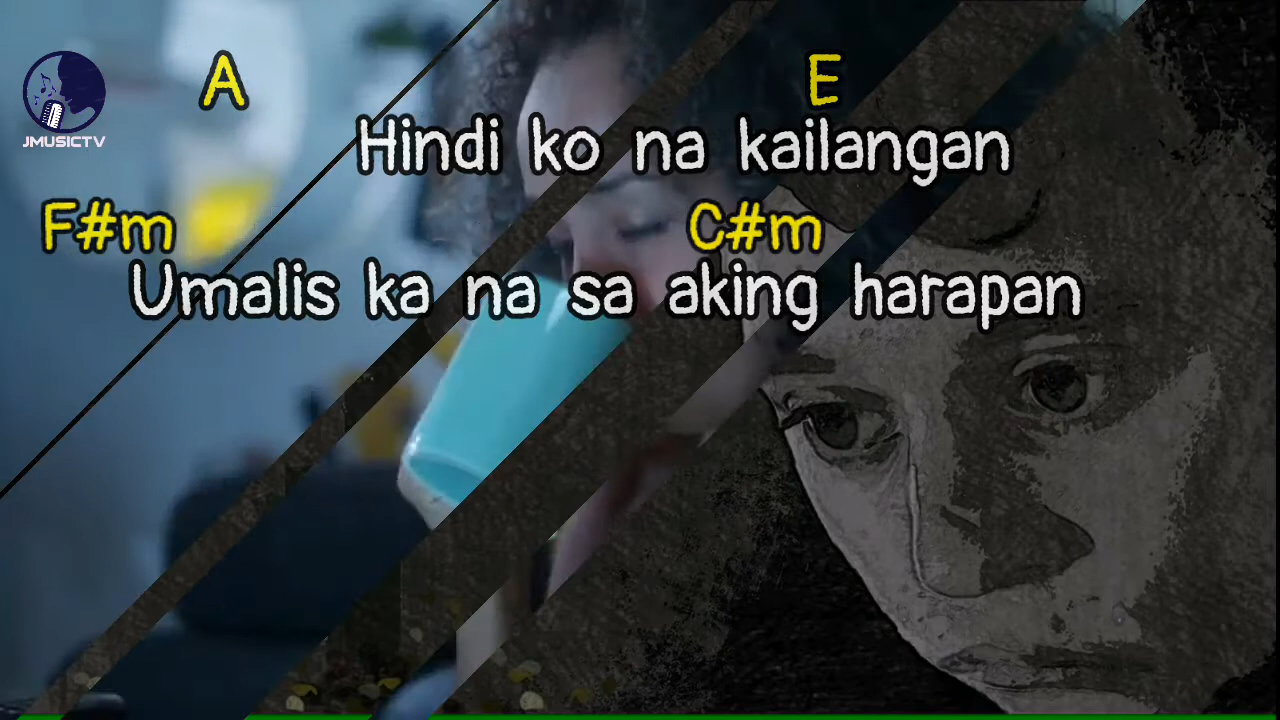 A E
Hindi ko na kailangan
F#m C#m
Umalis ka na sa aking harapan
JMUSICTV